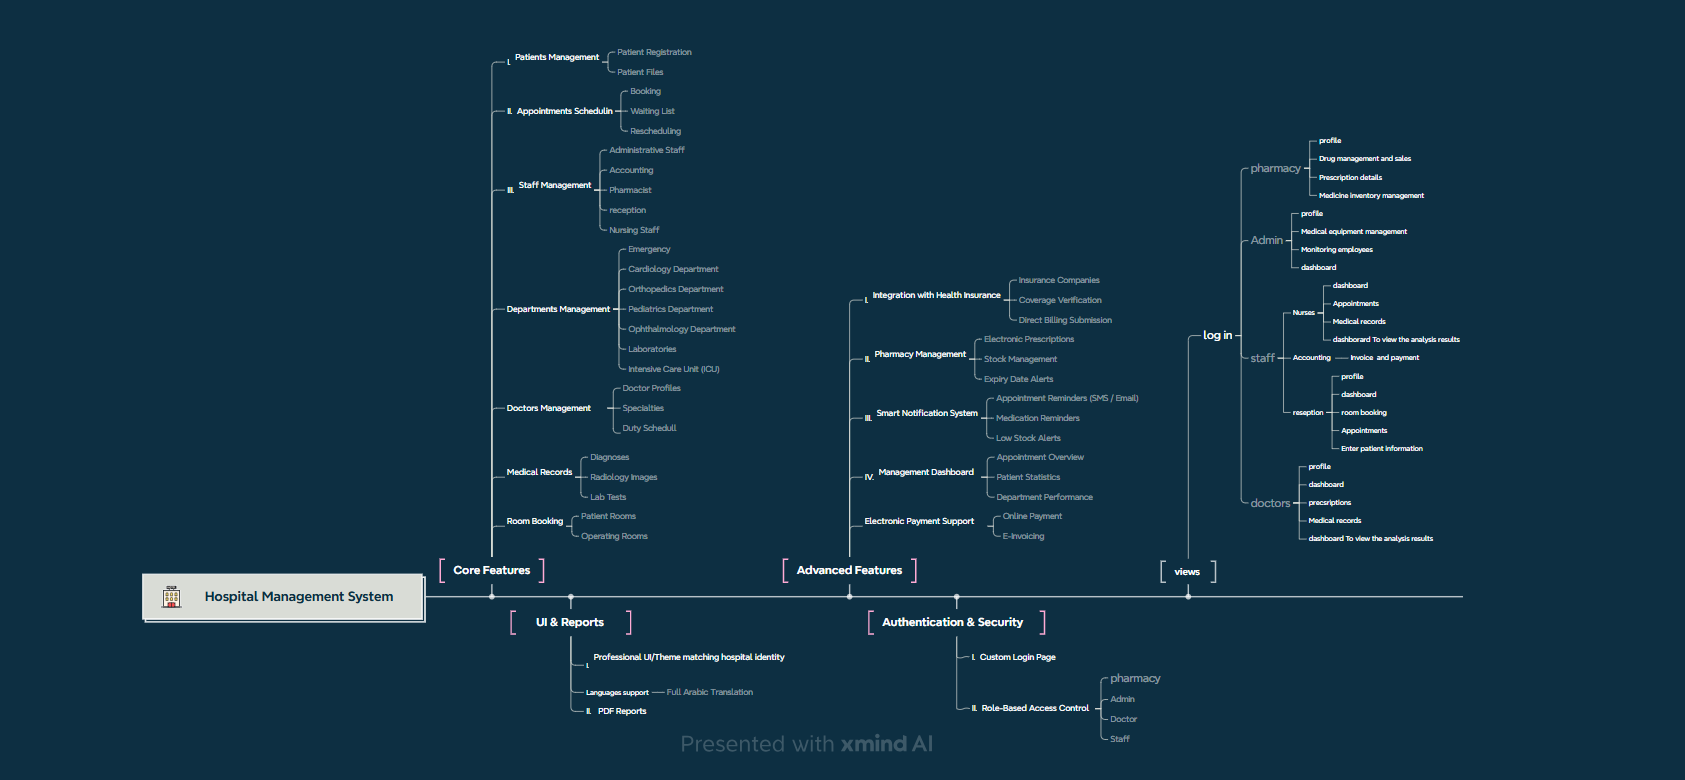 Hospital Management System
Core Features
I. Patients Management
Patient Registration
Patient Files
II. Appointments Schedulin
Booking
Waiting List
Rescheduling
III. Staff Management
Administrative Staff
Accounting
Pharmacist
reception
Nursing Staff
Departments Management
Emergency
Cardiology Department
Orthopedics Department
Pediatrics Department
Ophthalmology Department
Laboratories
Intensive Care Unit (ICU)
Doctors Management
Doctor Profiles
Specialties
Duty Schedull
Medical Records
Diagnoses
Radiology Images
Lab Tests
Room Booking
Patient Rooms
Operating Rooms
UI & Reports
I. Professional UI/Theme matching hospital identity
Languages support
Full Arabic Translation
II. PDF Reports
Advanced Features
I. Integration with Health Insurance
Insurance Companies
Coverage Verification
Direct Billing Submission
II. Pharmacy Management
Electronic Prescriptions
Stock Management
Expiry Date Alerts
III. Smart Notification System
Appointment Reminders (SMS / Email)
Medication Reminders
Low Stock Alerts
IV. Management Dashboard
Appointment Overview
Patient Statistics
Department Performance
Electronic Payment Support
Online Payment
E-Invoicing
Authentication & Security
I. Custom Login Page
II. Role-Based Access Control
pharmacy
Admin
Doctor
Staff
views
log in
pharmacy
profile
Drug management and sales
Prescription details
Medicine inventory management
Admin
profile
Medical equipment management
Monitoring employees
dashboard
staff
Nurses
dashboard
Appointments
Medical records
dashborard To view the analysis results
Accounting
Invoice and payment
resception
profile
dashboard
room booking
Appointments
Enter patient information
doctors
profile
dashboard
precsriptions
Medical records
dashboard To view the analysis results
Presented with xmind AI